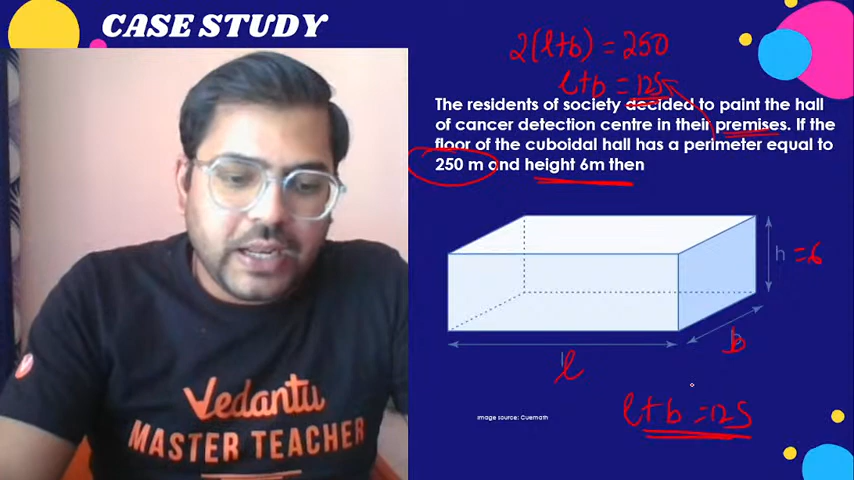 CASE STUDY
2(l+b) = 250
l+b = 125
The residents of society decided to paint the hall
of cancer detection centre in their premises. If the
floor of the cuboidal hall has a perimeter equal to
250 m and height 6m then
h = 6
b
l
l
l+b = 125
Image source: Cuemath
Vedantu
MASTER TEACHER